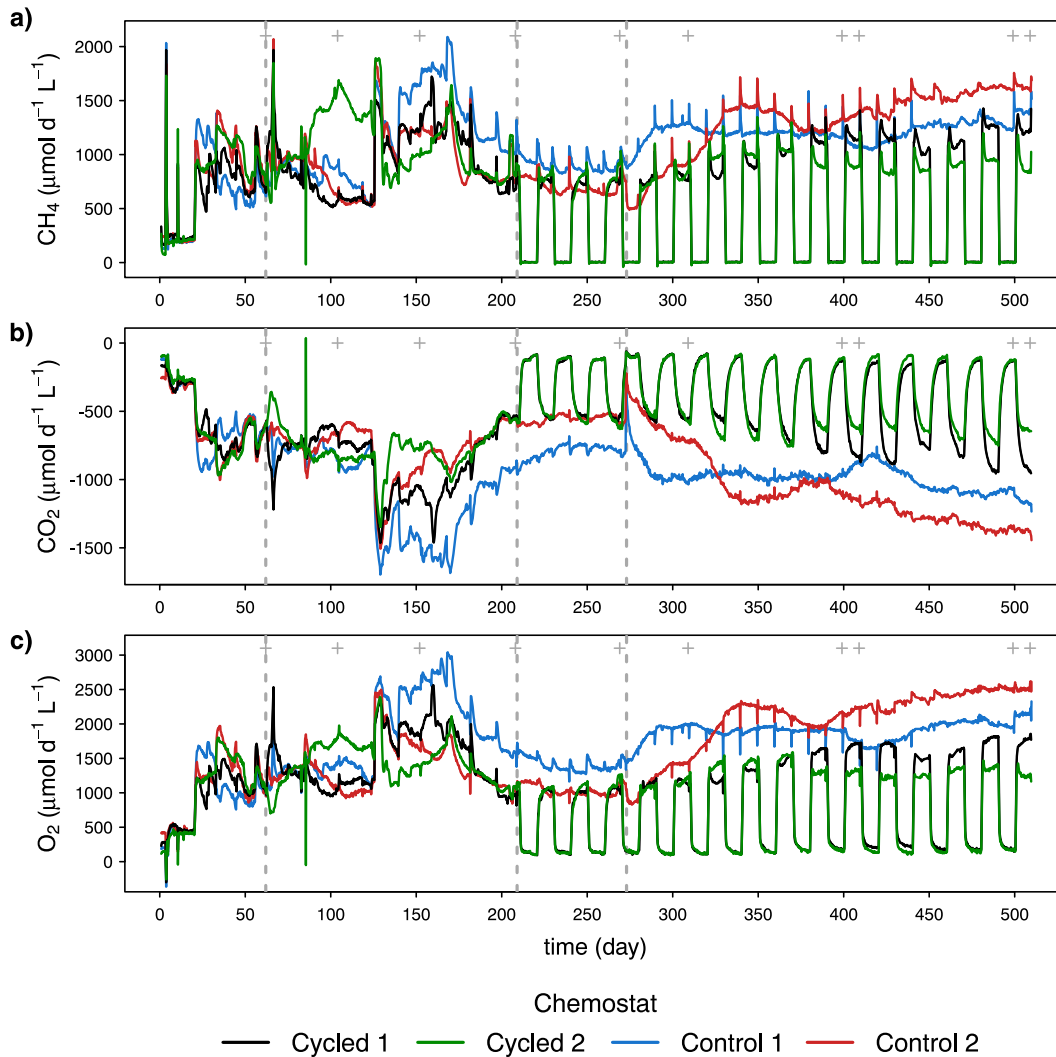 a)
CH₄ (μmol d⁻¹ L⁻¹)
2000
1500
1000
500
0
0 50 100 150 200 250 300 350 400 450 500
b)
CO₂ (μmol d⁻¹ L⁻¹)
0
-500
-1000
-1500
0 50 100 150 200 250 300 350 400 450 500
c)
O₂ (μmol d⁻¹ L⁻¹)
3000
2500
2000
1500
1000
500
0
0 50 100 150 200 250 300 350 400 450 500
time (day)
Chemostat
Cycled 1 Cycled 2 Control 1 Control 2